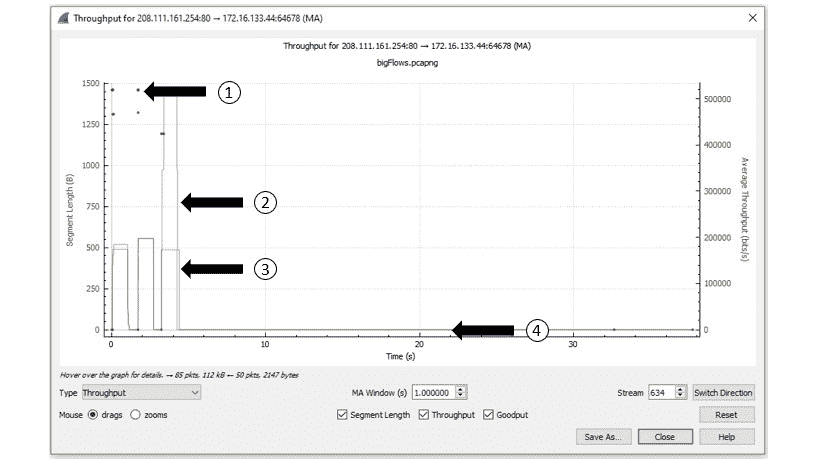 Throughput for 208.111.161.254:80 → 172.16.133.44:64678 (MA)
Throughput for 208.111.161.254:80 → 172.16.133.44:64678 (MA)
bigFlows.pcapng
1500
1250
1000
750
500
250
0
Segment Length (B)
500000
400000
300000
200000
100000
0
Average Throughput (bits/s)
1
2
3
4
0 10 20 30
Time (s)
Hover over the graph for details. → 85 pkts, 112 kB ← 50 pkts, 2147 bytes
Type Throughput MA Window (s) 1.000000 Stream 634 Switch Direction
Mouse drags zooms Segment Length Throughput Goodput Reset
Save As... Close Help